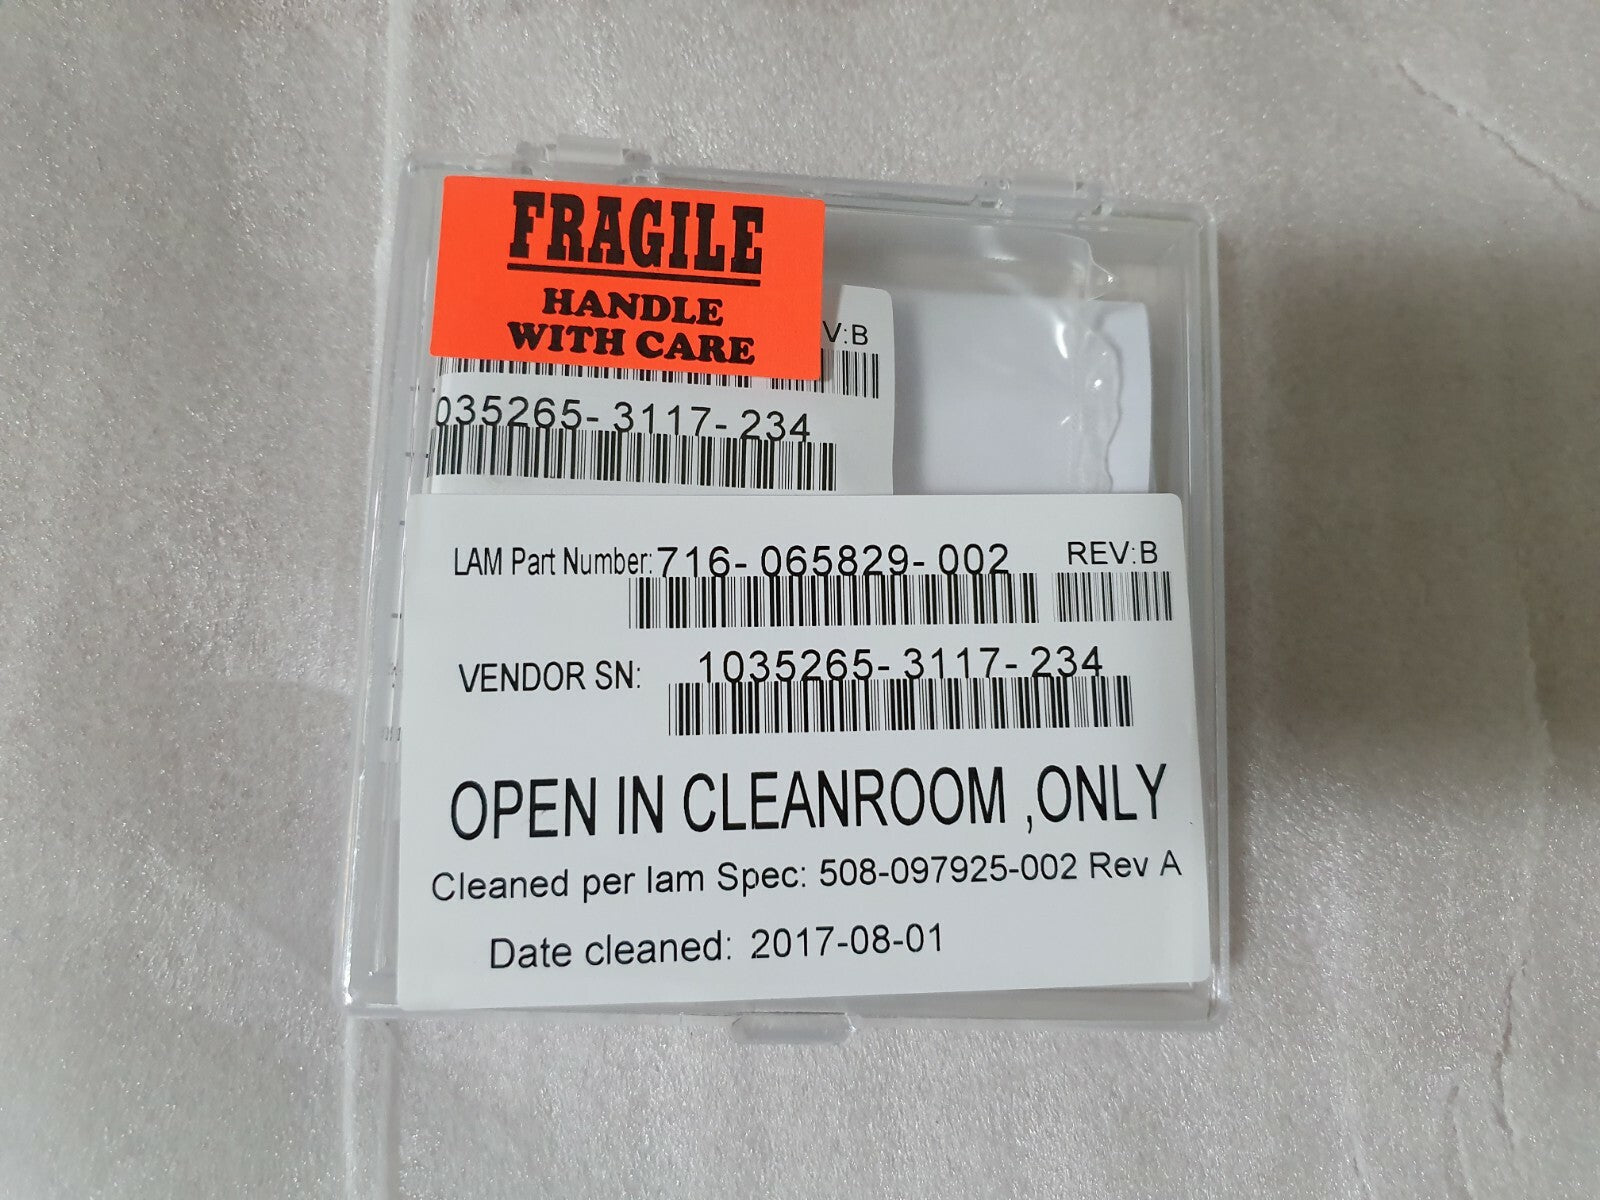 FRAGILE
HANDLE
WITH CARE
V:B
035265-3117-234
LAM Part Number: 716-065829-002 REV:B
VENDOR SN: 1035265-3117-234
OPEN IN CLEANROOM ,ONLY
Cleaned per lam Spec: 508-097925-002 Rev A
Date cleaned: 2017-08-01